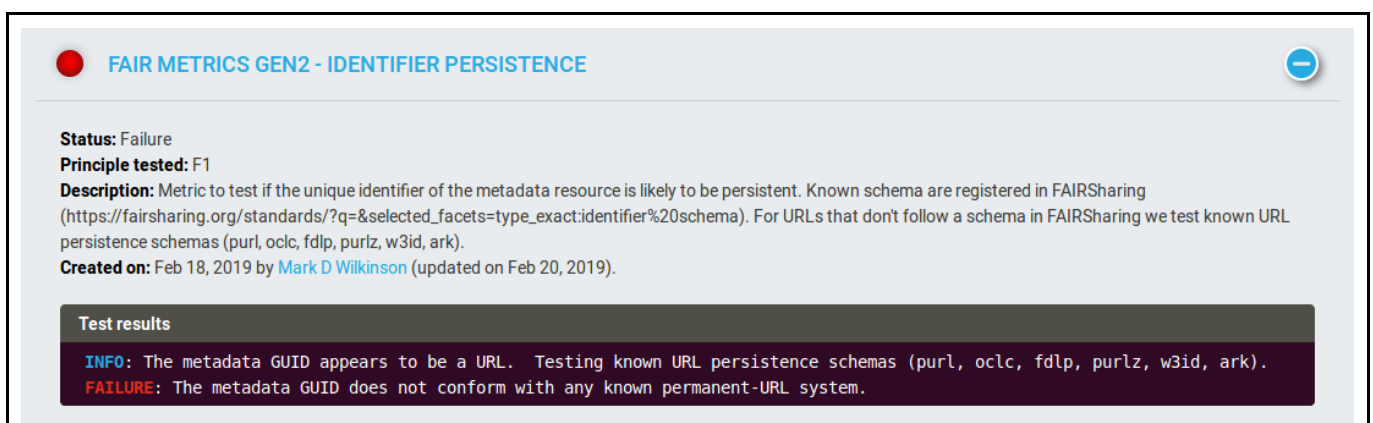 FAIR METRICS GEN2 - IDENTIFIER PERSISTENCE
Status: Failure
Principle tested: F1
Description: Metric to test if the unique identifier of the metadata resource is likely to be persistent. Known schema are registered in FAIRSharing
(https://fairsharing.org/standards/?q=&selected_facets=type_exact:identifier%20schema). For URLs that don't follow a schema in FAIRSharing we test known URL
persistence schemas (purl, oclc, fdlp, purlz, w3id, ark).
Created on: Feb 18, 2019 by Mark D Wilkinson (updated on Feb 20, 2019).
Test results
INFO: The metadata GUID appears to be a URL.  Testing known URL persistence schemas (purl, oclc, fdlp, purlz, w3id, ark).
FAILURE: The metadata GUID does not conform with any known permanent-URL system.